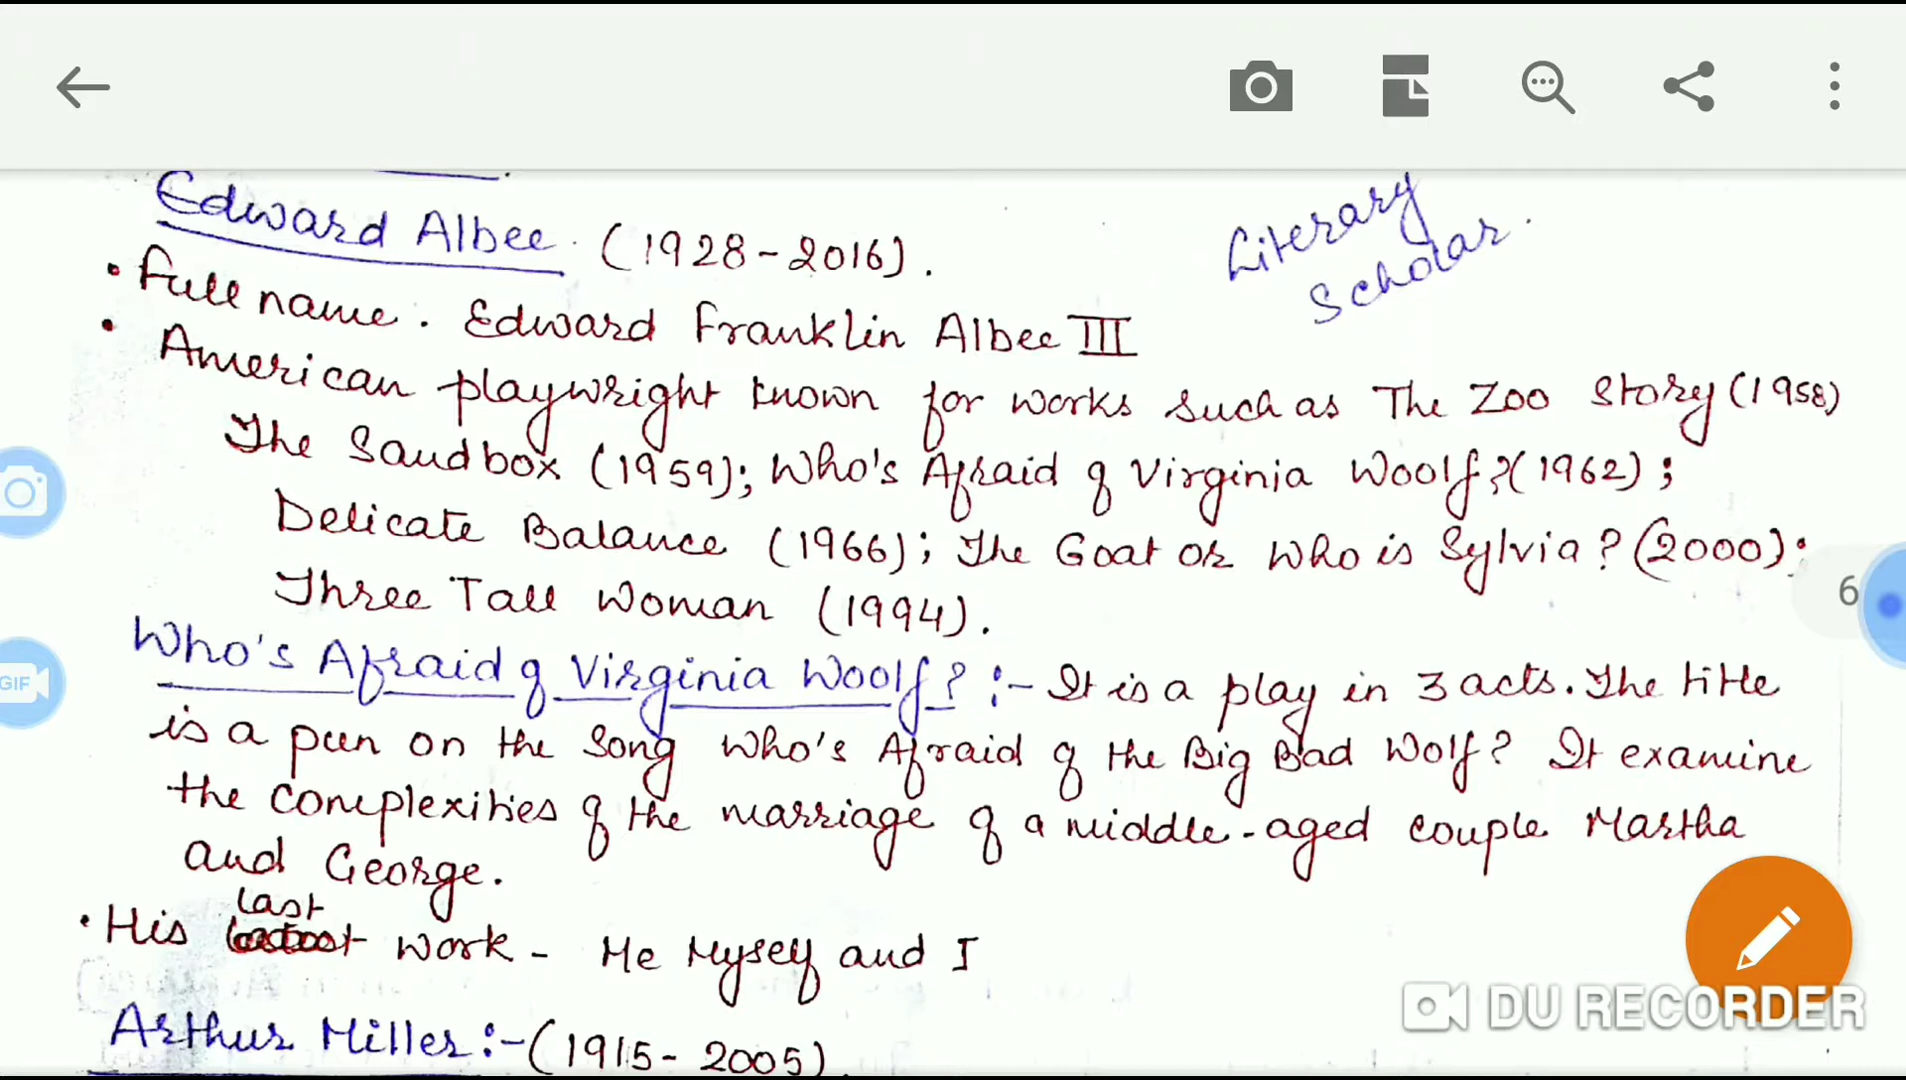 Edward Albee. (1928-2016).
Literary
Scholar.
• Full name. Edward Franklin Albee III
• American playwright known for works such as The Zoo Story (1958)
The Sandbox (1959); Who's Afraid of Virginia Woolf? (1962);
Delicate Balance (1966); The Goat or Who is Sylvia? (2000);
Three Tall Woman (1994).
6
Who's Afraid of Virginia Woolf? :- It is a play in 3 acts. The title
GIF
is a pun on the song Who's Afraid of the Big Bad Wolf? It examine
the complexities of the marriage of a middle-aged couple Martha
and George.
• His last work - Me Myself and I
DU RECORDER
Arthur Miller :- (1915- 2005)